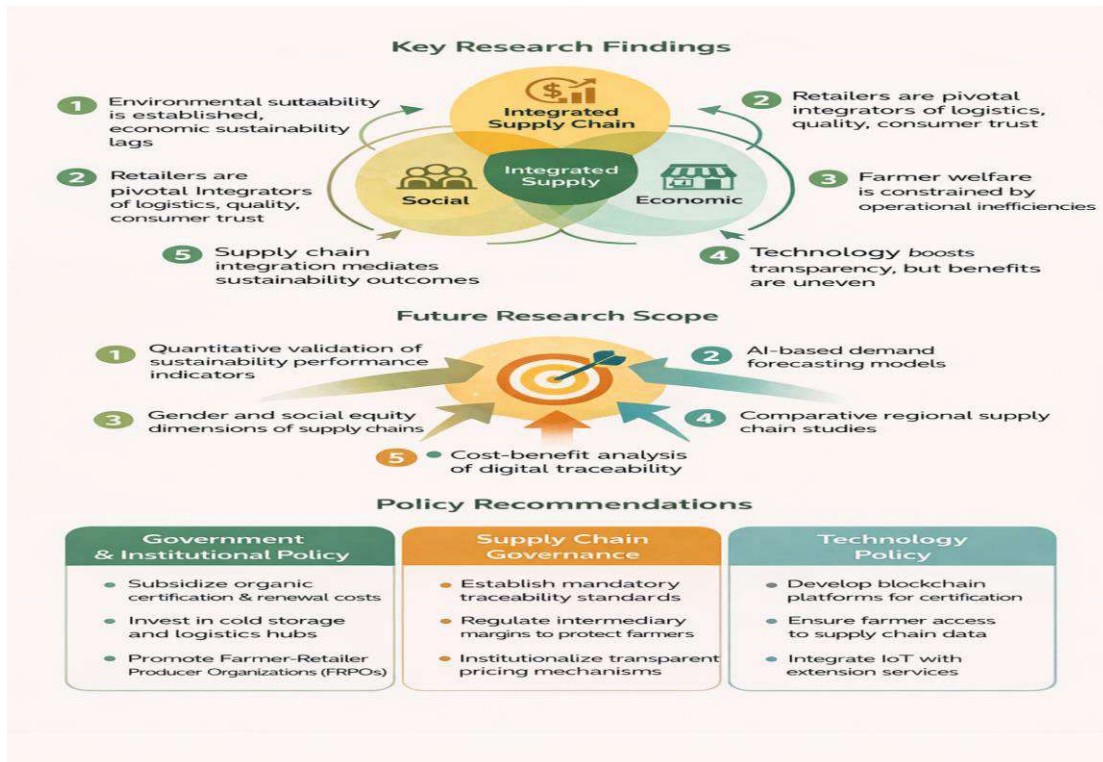 Key Research Findings
1 Environmental suttaability
is established,
economic sustainability
lags
2 Retailers are
pivotal Integrators
of logistics, quality,
consumer trust
5 Supply chain
integration mediates
sustainability outcomes
Integrated
Supply Chain
Social
Integrated
Supply
Economic
2 Retailers are pivotal
integrators of logistics,
quality, consumer trust
3 Farmer welfare
is constrained by
operational inefficiencies
4 Technology boosts
transparency, but benefits
are uneven
Future Research Scope
1 Quantitative validation of
sustainability performance
indicators
2 AI-based demand
forecasting models
3 Gender and social equity
dimensions of supply chains
4 Comparative regional supply
chain studies
5 • Cost-benefit analysis
of digital traceability
Policy Recommendations
Government
& Institutional Policy
• Subsidize organic
certification & renewal costs
• Invest in cold storage
and logistics hubs
• Promote Farmer-Retailer
Producer Organizations (FRPOs)
Supply Chain
Governance
• Establish mandatory
traceability standards
• Regulate intermediary
margins to protect farmers
• Institutionalize transparent
pricing mechanisms
Technology
Policy
• Develop blockchain
platforms for certification
• Ensure farmer access
to supply chain data
• Integrate IoT with
extension services